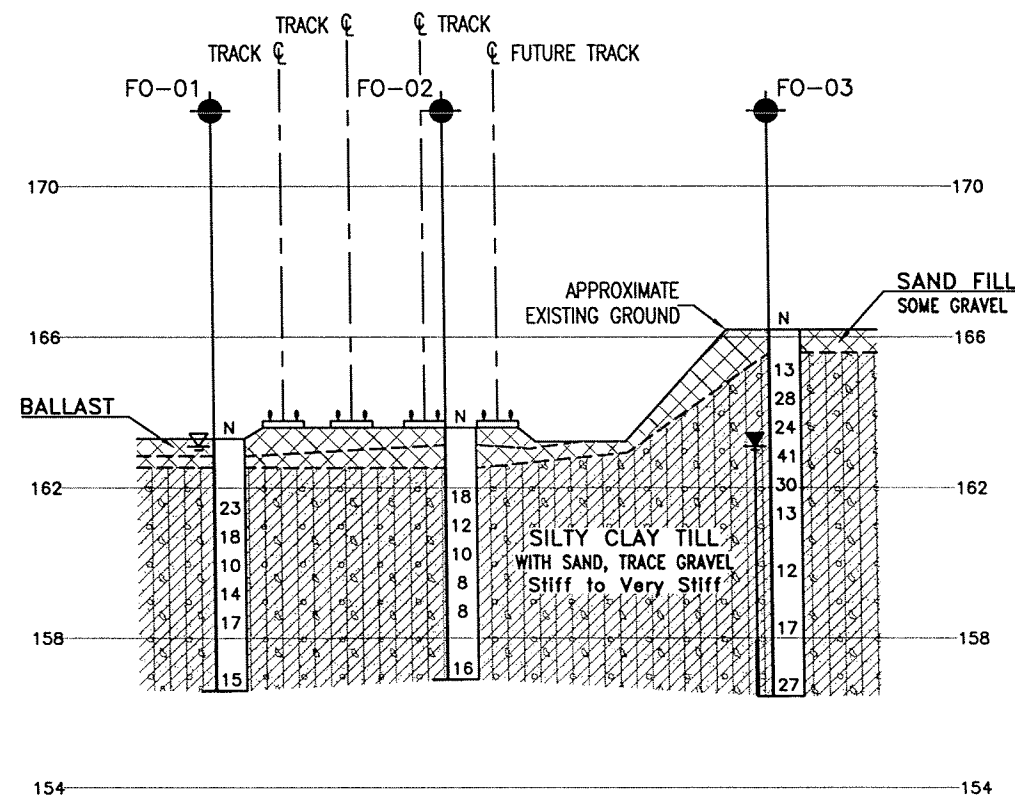 TRACK ℄
TRACK ℄
℄ TRACK
℄ FUTURE TRACK
FO-01
FO-02
FO-03
170
170
APPROXIMATE
EXISTING GROUND
SAND FILL
SOME GRAVEL
166
166
BALLAST
N
N
N
13
28
24
41
30
13
12
17
27
162
162
23
18
10
14
17
15
18
12
10
8
8
16
SILTY CLAY TILL
WITH SAND, TRACE GRAVEL
Stiff to Very Stiff
158
158
154
154